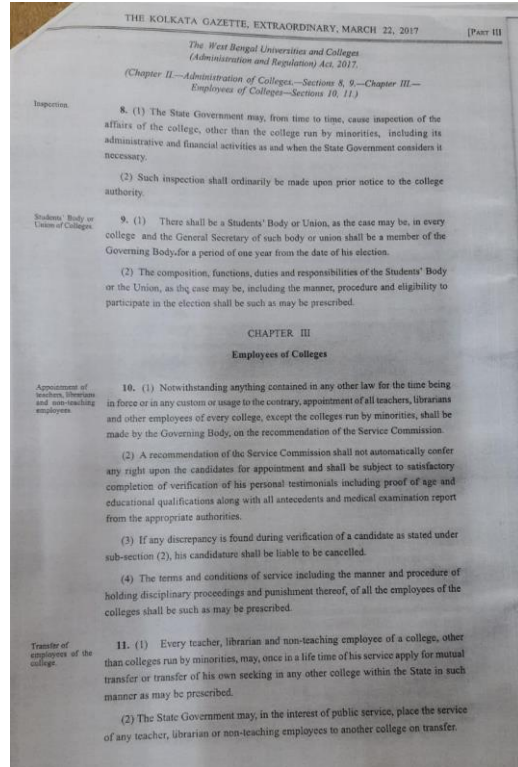 THE KOLKATA GAZETTE, EXTRAORDINARY, MARCH 22, 2017
[PART III
The West Bengal Universities and Colleges
(Administration and Regulation) Act, 2017.
(Chapter II.—Administration of Colleges.—Sections 8, 9.—Chapter III.—
Employees of Colleges—Sections 10, 11.)
Inspection.
8. (1) The State Government may, from time to time, cause inspection of the
affairs of the college, other than the college run by minorities, including its
administrative and financial activities as and when the State Government considers it
necessary.
(2) Such inspection shall ordinarily be made upon prior notice to the college
authority.
Students' Body or
Union of Colleges.
9. (1) There shall be a Students' Body or Union, as the case may be, in every
college and the General Secretary of such body or union shall be a member of the
Governing Body for a period of one year from the date of his election.
(2) The composition, functions, duties and responsibilities of the Students' Body
or the Union, as the case may be, including the manner, procedure and eligibility to
participate in the election shall be such as may be prescribed.
CHAPTER III
Employees of Colleges
Appointment of
teachers, librarians
and non-teaching
employees.
10. (1) Notwithstanding anything contained in any other law for the time being
in force or in any custom or usage to the contrary, appointment of all teachers, librarians
and other employees of every college, except the colleges run by minorities, shall be
made by the Governing Body, on the recommendation of the Service Commission.
(2) A recommendation of the Service Commission shall not automatically confer
any right upon the candidates for appointment and shall be subject to satisfactory
completion of verification of his personal testimonials including proof of age and
educational qualifications along with all antecedents and medical examination report
from the appropriate authorities.
(3) If any discrepancy is found during verification of a candidate as stated under
sub-section (2), his candidature shall be liable to be cancelled.
(4) The terms and conditions of service including the manner and procedure of
holding disciplinary proceedings and punishment thereof, of all the employees of the
colleges shall be such as may be prescribed.
Transfer of
employees of the
college.
11. (1) Every teacher, librarian and non-teaching employee of a college, other
than colleges run by minorities, may, once in a life time of his service apply for mutual
transfer or transfer of his own seeking in any other college within the State in such
manner as may be prescribed.
(2) The State Government may, in the interest of public service, place the service
of any teacher, librarian or non-teaching employees to another college on transfer.